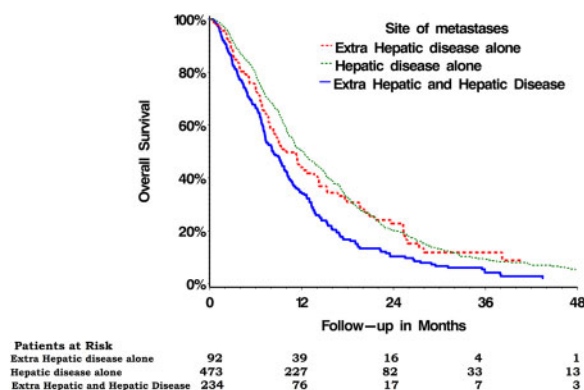 100%
80%
60%
40%
20%
0%
Overall Survival
Site of metastases
Extra Hepatic disease alone
Hepatic disease alone
Extra Hepatic and Hepatic Disease
0 12 24 36 48
Follow-up in Months
Patients at Risk
Extra Hepatic disease alone 92 39 16 4 1
Hepatic disease alone 473 227 82 33 13
Extra Hepatic and Hepatic Disease 234 76 17 7 3